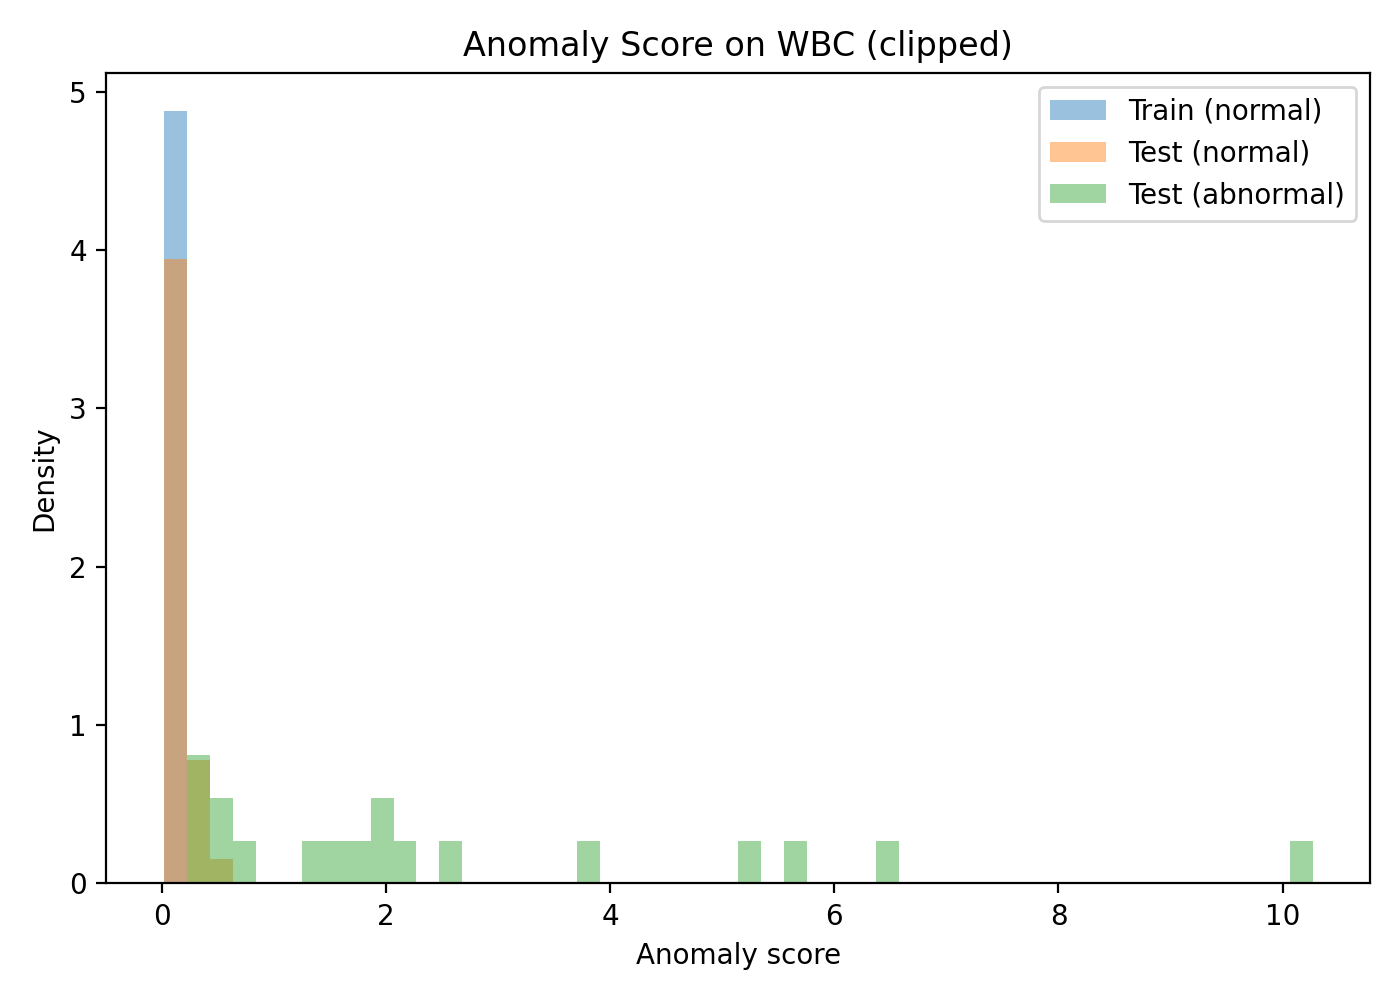 Anomaly Score on WBC (clipped)
Train (normal)
Test (normal)
Test (abnormal)
Density
5
4
3
2
1
0
0 2 4 6 8 10
Anomaly score